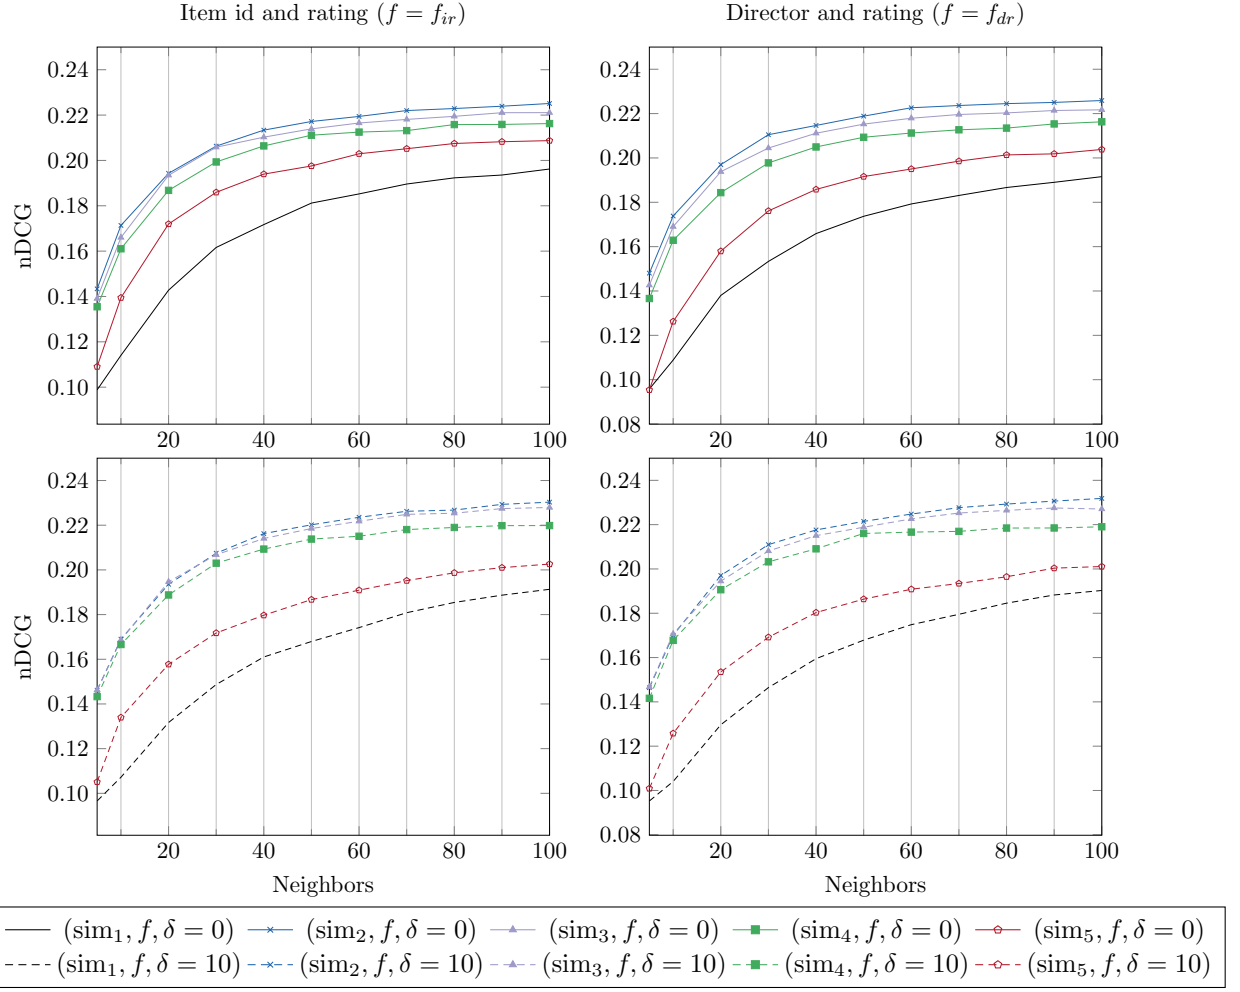 Item id and rating (f = f_ir)
Director and rating (f = f_dr)
nDCG
0.24
0.22
0.20
0.18
0.16
0.14
0.12
0.10
20 40 60 80 100
0.24
0.22
0.20
0.18
0.16
0.14
0.12
0.10
0.08
20 40 60 80 100
nDCG
0.24
0.22
0.20
0.18
0.16
0.14
0.12
0.10
20 40 60 80 100
Neighbors
0.24
0.22
0.20
0.18
0.16
0.14
0.12
0.10
0.08
20 40 60 80 100
Neighbors
(sim₁, f, δ = 0) (sim₂, f, δ = 0) (sim₃, f, δ = 0) (sim₄, f, δ = 0) (sim₅, f, δ = 0)
(sim₁, f, δ = 10) (sim₂, f, δ = 10) (sim₃, f, δ = 10) (sim₄, f, δ = 10) (sim₅, f, δ = 10)